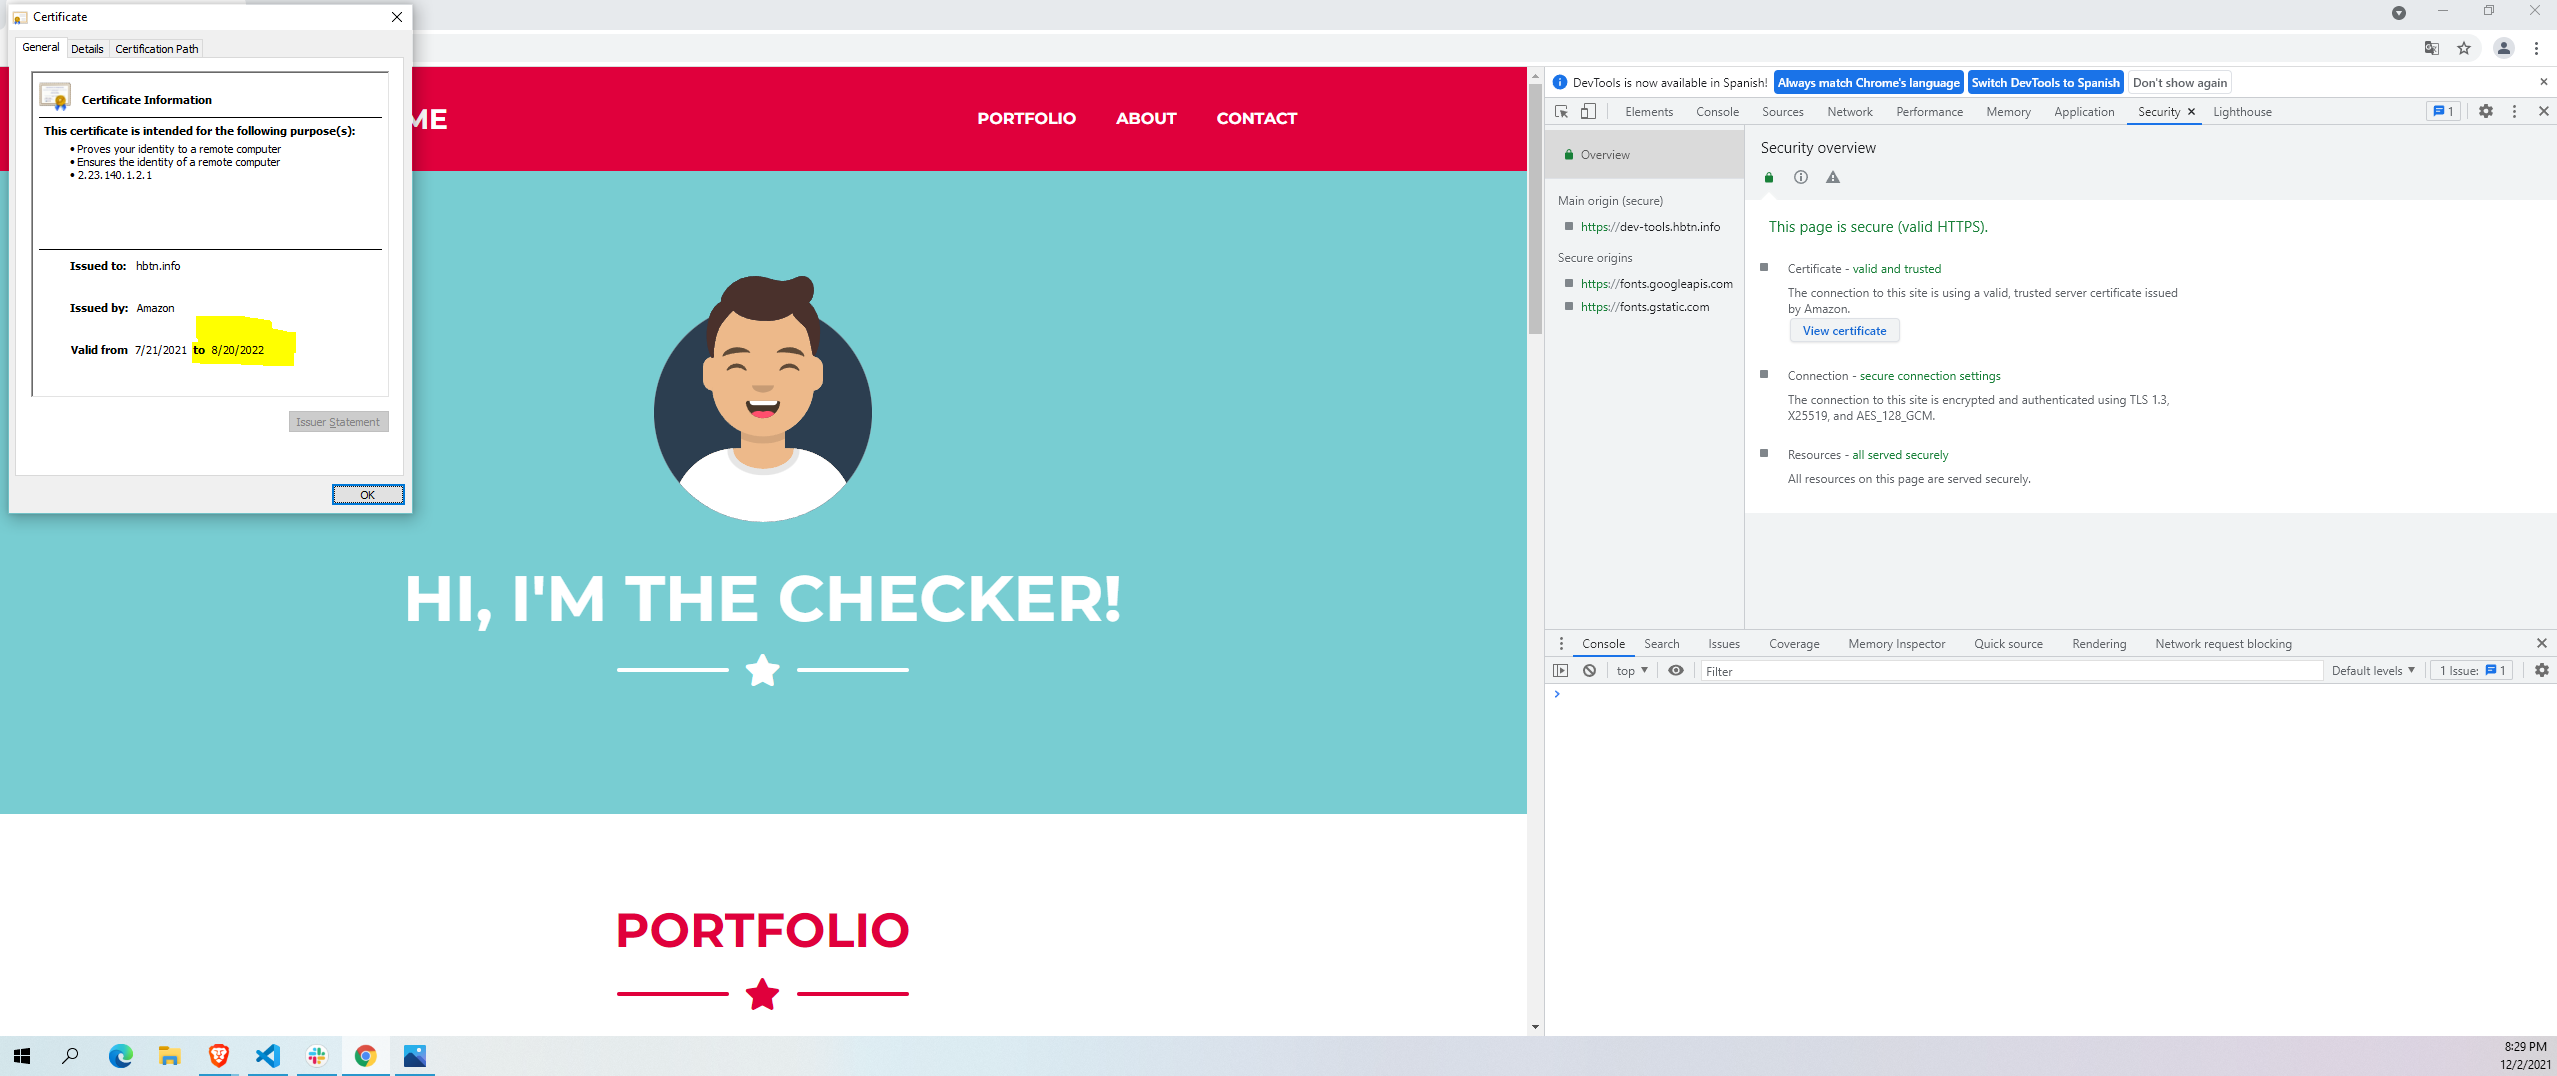 Certificate
General
Details
Certification Path
Certificate Information
This certificate is intended for the following purpose(s):
• Proves your identity to a remote computer
• Ensures the identity of a remote computer
• 2.23.140.1.2.1
Issued to: hbtn.info
Issued by: Amazon
Valid from 7/21/2021 to 8/20/2022
Issuer Statement
OK
ME
PORTFOLIO
ABOUT
CONTACT
HI, I'M THE CHECKER!
PORTFOLIO
DevTools is now available in Spanish!
Always match Chrome's language
Switch DevTools to Spanish
Don't show again
Elements
Console
Sources
Network
Performance
Memory
Application
Security
Lighthouse
1
Overview
Main origin (secure)
https://dev-tools.hbtn.info
Secure origins
https://fonts.googleapis.com
https://fonts.gstatic.com
Security overview
This page is secure (valid HTTPS).
Certificate - valid and trusted
The connection to this site is using a valid, trusted server certificate issued
by Amazon.
View certificate
Connection - secure connection settings
The connection to this site is encrypted and authenticated using TLS 1.3,
X25519, and AES_128_GCM.
Resources - all served securely
All resources on this page are served securely.
Console
Search
Issues
Coverage
Memory Inspector
Quick source
Rendering
Network request blocking
top
Filter
Default levels
1 Issue: 1
8:29 PM
12/2/2021